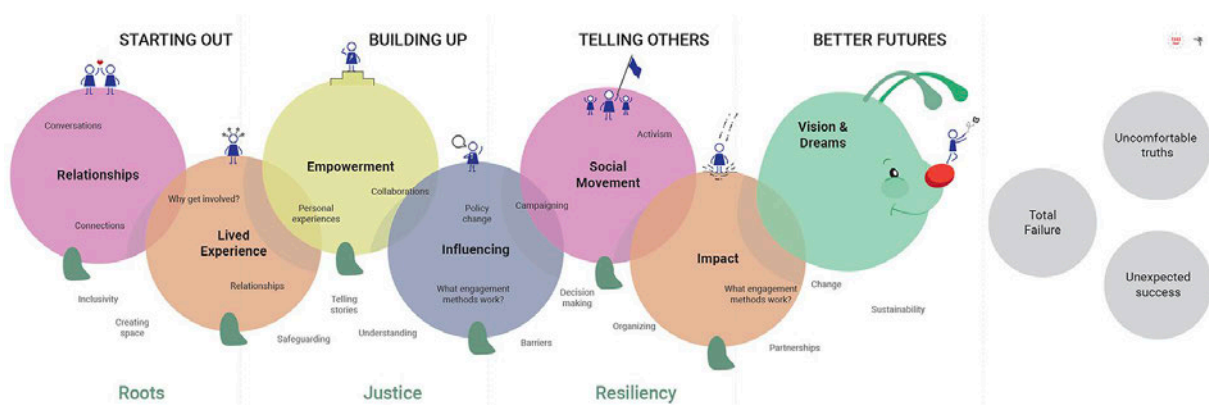 STARTING OUT
BUILDING UP
TELLING OTHERS
BETTER FUTURES
Conversations
Relationships
Connections
Why get involved?
Lived
Experience
Relationships
Empowerment
Collaborations
Personal
experiences
Policy
change
Influencing
What engagement
methods work?
Activism
Social
Movement
Campaigning
Impact
What engagement
methods work?
Vision &
Dreams
Inclusivity
Creating
space
Safeguarding
Telling
stories
Understanding
Barriers
Decision
making
Organizing
Partnerships
Change
Sustainability
Total
Failure
Uncomfortable
truths
Unexpected
success
Roots
Justice
Resiliency